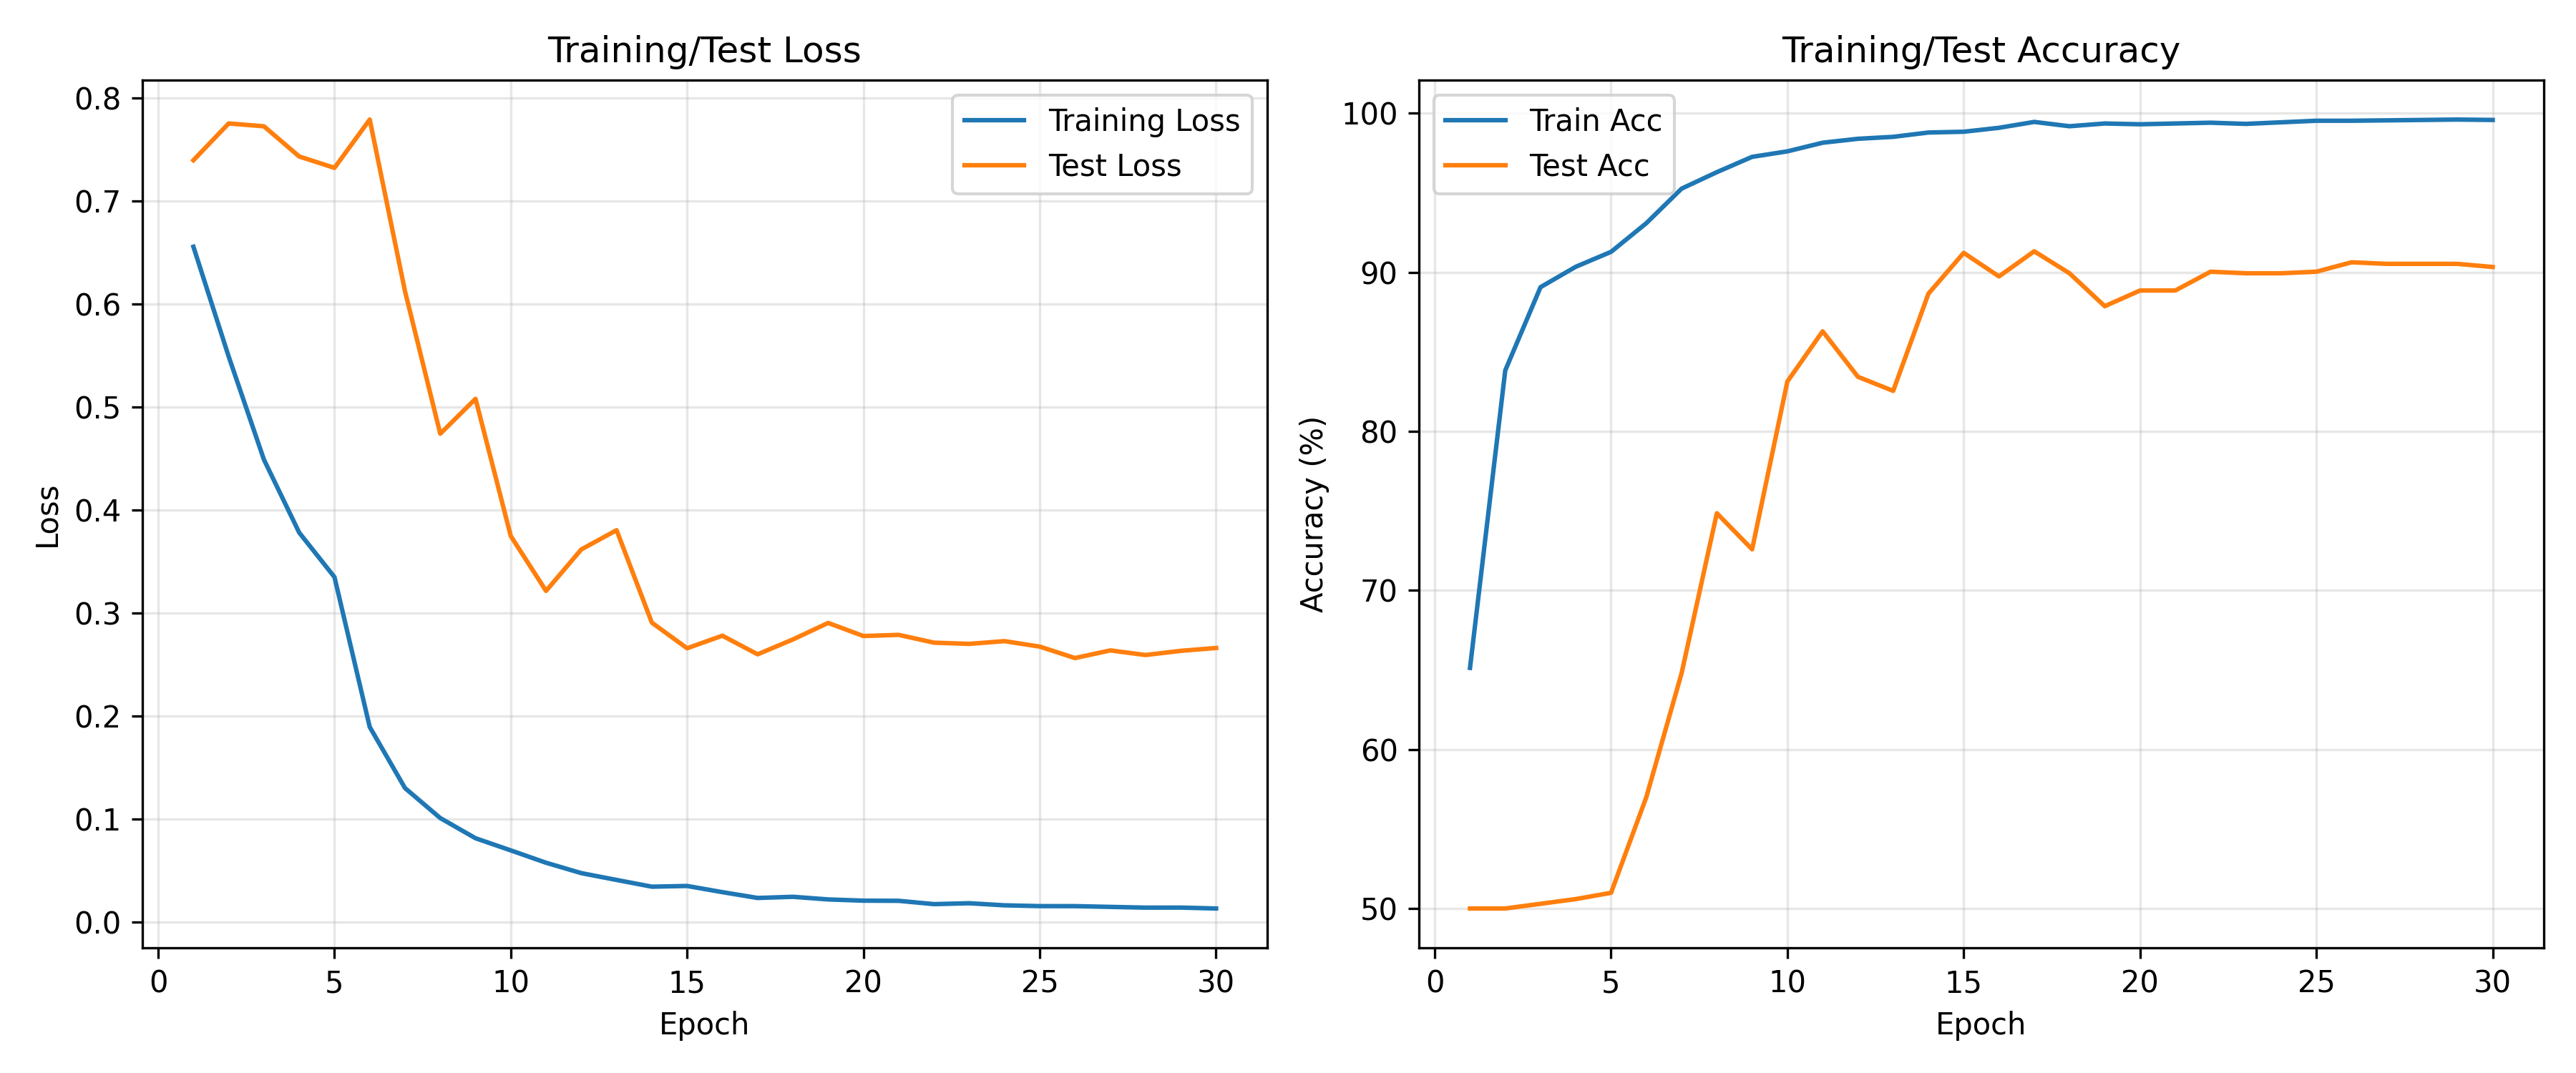 Training/Test Loss
0.8
0.7
0.6
0.5
0.4
0.3
0.2
0.1
0.0
Loss
Training Loss
Test Loss
0 5 10 15 20 25 30
Epoch
Training/Test Accuracy
100
90
80
70
60
50
Accuracy (%)
Train Acc
Test Acc
0 5 10 15 20 25 30
Epoch